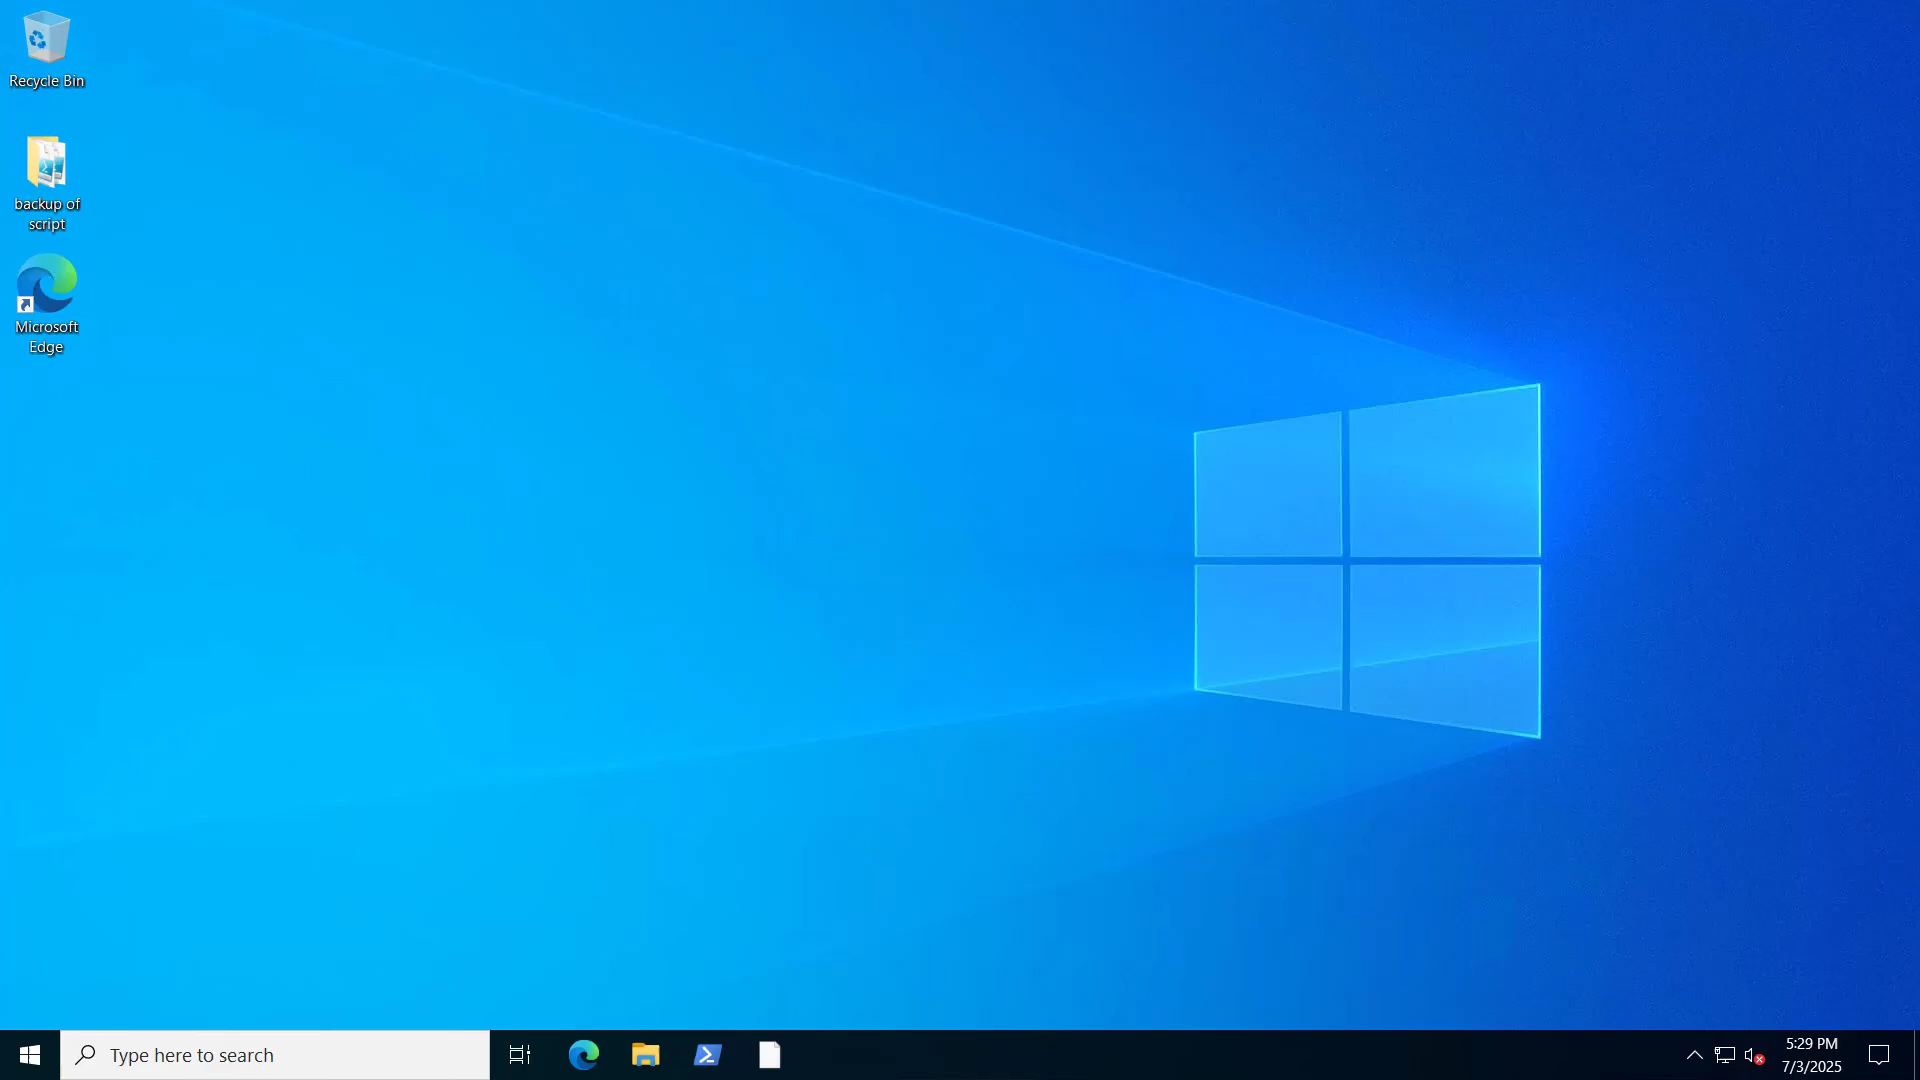 Recycle Bin
backup of
script
Microsoft
Edge
Type here to search
5:29 PM
7/3/2025